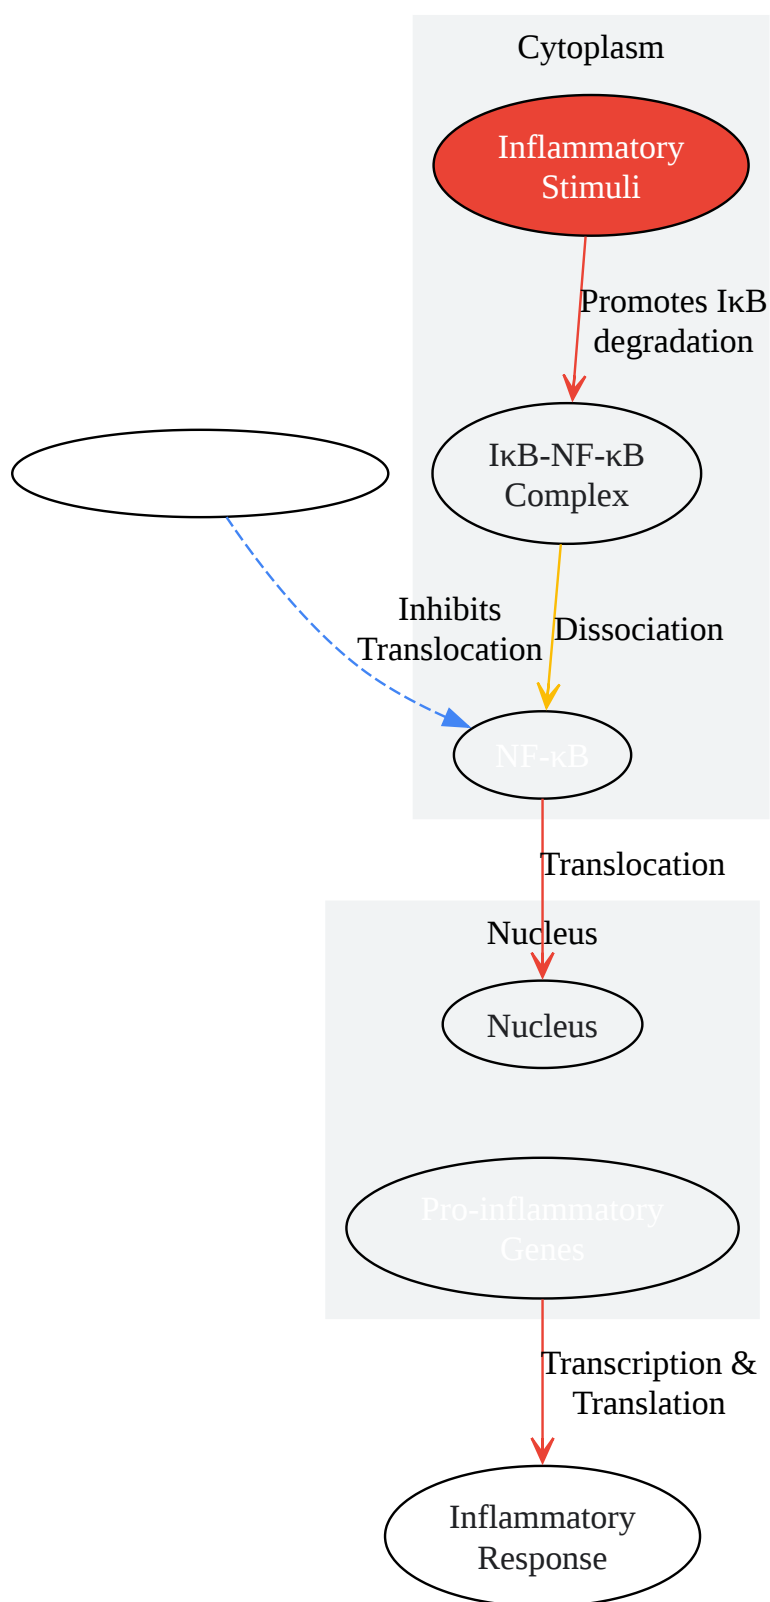 Cytoplasm
Inflammatory
Stimuli
Promotes IκB
degradation
IκB-NF-κB
Complex
Inhibits
Translocation
Dissociation
NF-κB
Translocation
Nucleus
Nucleus
Pro-inflammatory
Genes
Transcription &
Translation
Inflammatory
Response